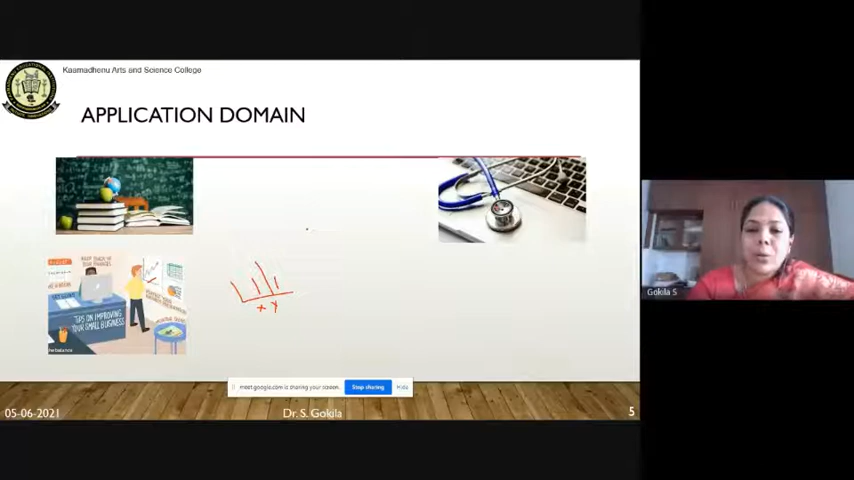 Kaamadhenu Arts and Science College
APPLICATION DOMAIN
TIPS ON IMPROVING
YOUR SMALL BUSINESS
x y
meet.google.com is sharing your screen.
Stop sharing
Hide
05-06-2021
Dr. S. Gokila
5
Gokila S